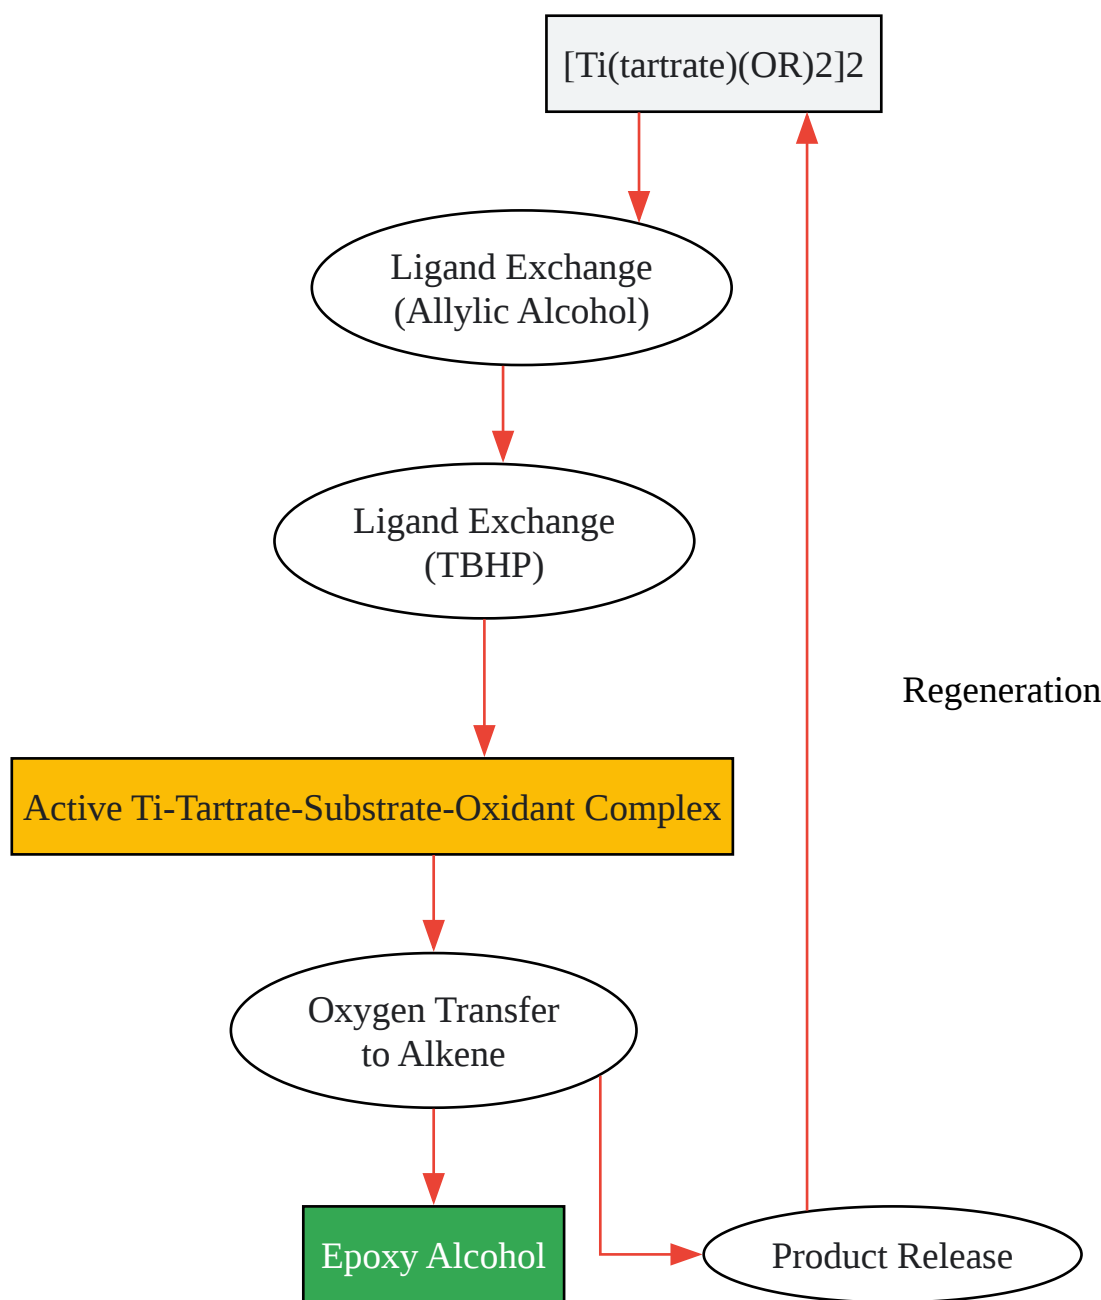 [Ti(tartrate)(OR)2]2
Ligand Exchange
(Allylic Alcohol)
Ligand Exchange
(TBHP)
Regeneration
Active Ti-Tartrate-Substrate-Oxidant Complex
Oxygen Transfer
to Alkene
Epoxy Alcohol
Product Release